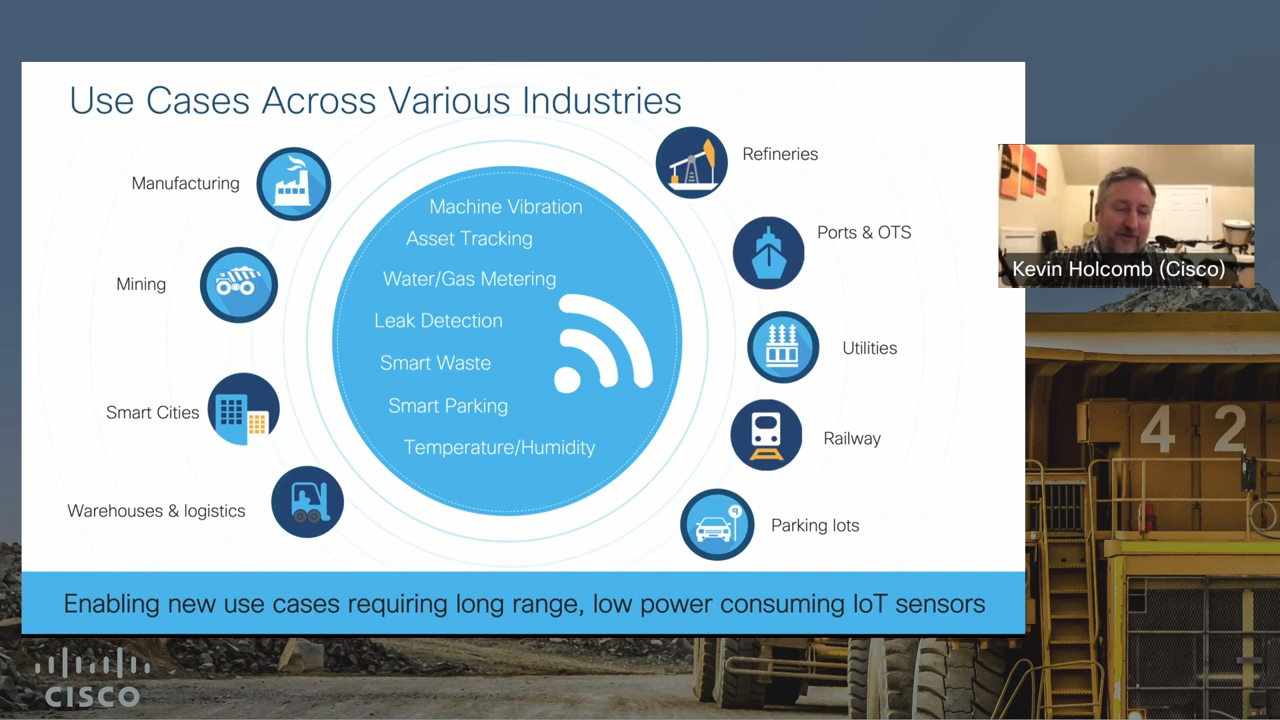 Use Cases Across Various Industries
Manufacturing
Mining
Smart Cities
Warehouses & logistics
Machine Vibration
Asset Tracking
Water/Gas Metering
Leak Detection
Smart Waste
Smart Parking
Temperature/Humidity
Refineries
Ports & OTS
Utilities
Railway
Parking lots
Enabling new use cases requiring long range, low power consuming IoT sensors
Kevin Holcomb (Cisco)
42
CISCO